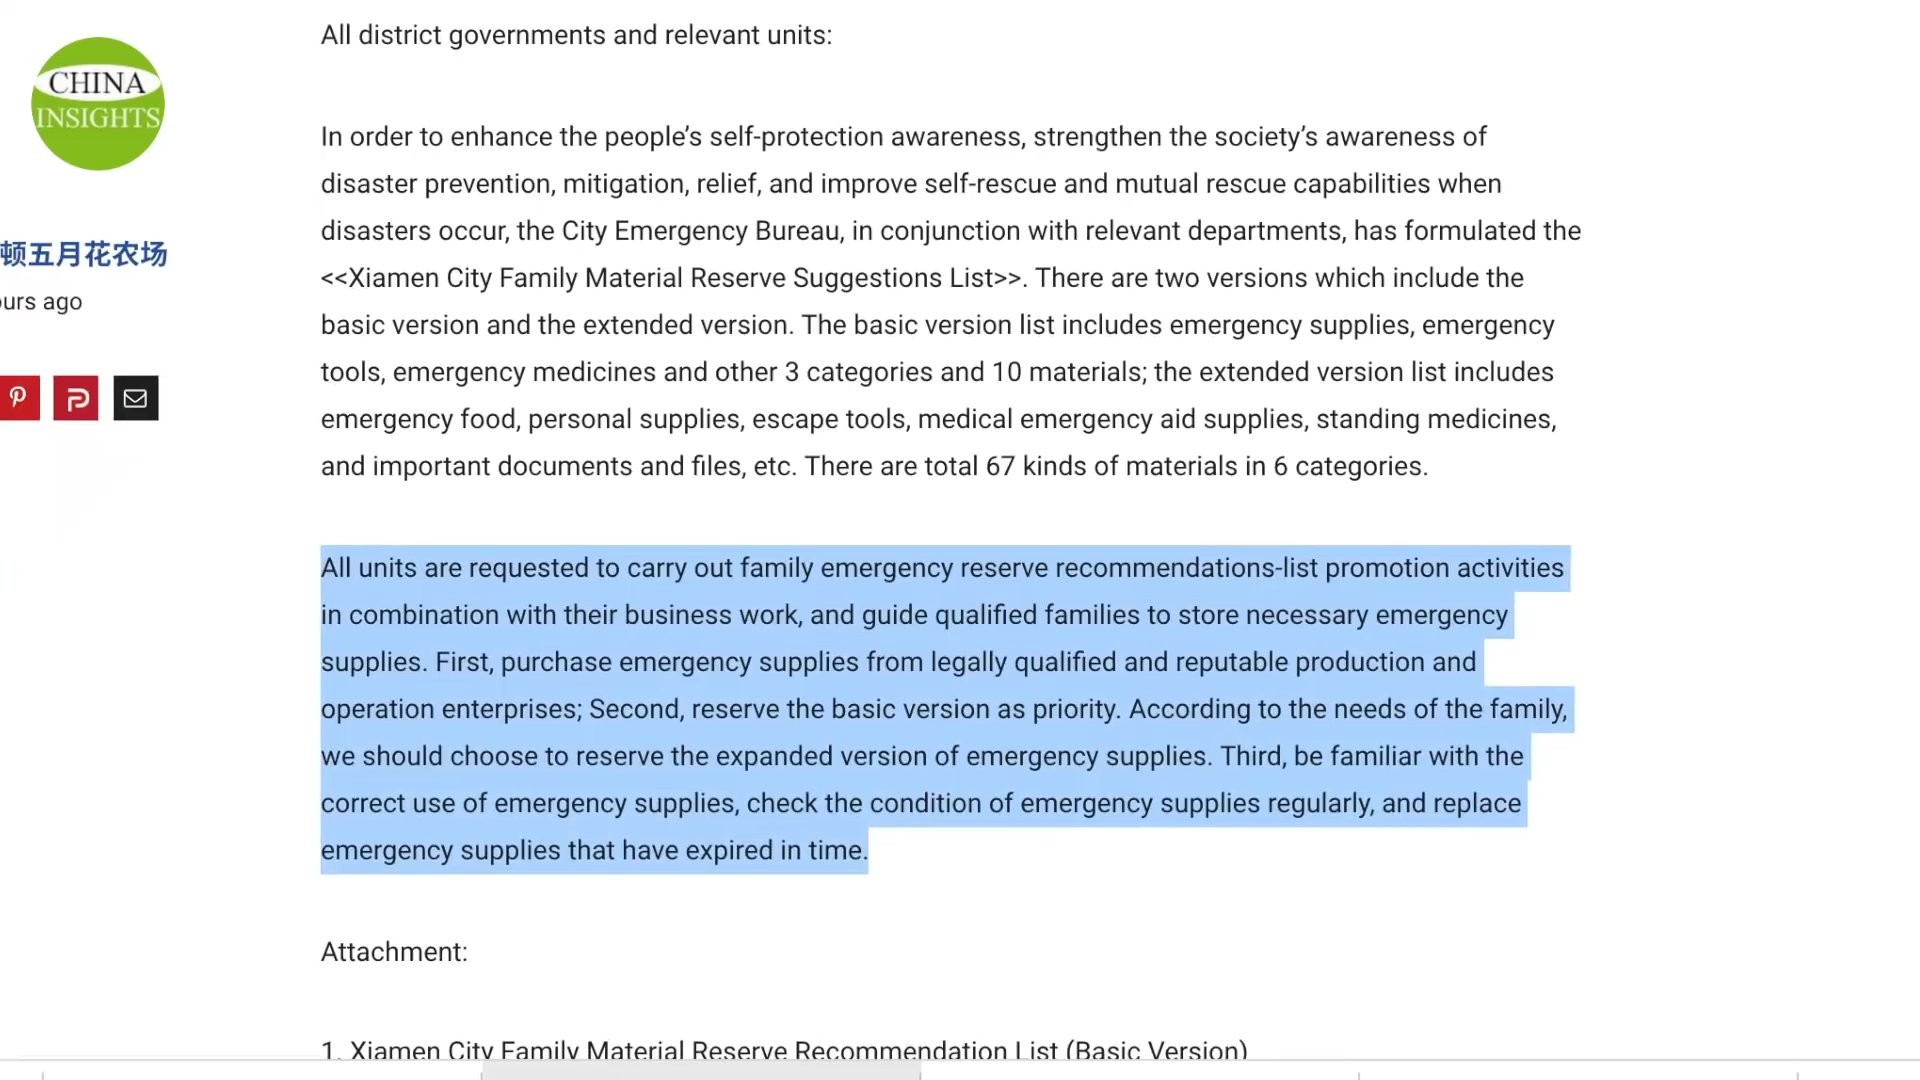 All district governments and relevant units:
CHINA
INSIGHTS
In order to enhance the people’s self-protection awareness, strengthen the society’s awareness of
disaster prevention, mitigation, relief, and improve self-rescue and mutual rescue capabilities when
disasters occur, the City Emergency Bureau, in conjunction with relevant departments, has formulated the
<<Xiamen City Family Material Reserve Suggestions List>>. There are two versions which include the
basic version and the extended version. The basic version list includes emergency supplies, emergency
tools, emergency medicines and other 3 categories and 10 materials; the extended version list includes
emergency food, personal supplies, escape tools, medical emergency aid supplies, standing medicines,
and important documents and files, etc. There are total 67 kinds of materials in 6 categories.
顿五月花农场
ours ago
All units are requested to carry out family emergency reserve recommendations-list promotion activities
in combination with their business work, and guide qualified families to store necessary emergency
supplies. First, purchase emergency supplies from legally qualified and reputable production and
operation enterprises; Second, reserve the basic version as priority. According to the needs of the family,
we should choose to reserve the expanded version of emergency supplies. Third, be familiar with the
correct use of emergency supplies, check the condition of emergency supplies regularly, and replace
emergency supplies that have expired in time.
Attachment:
1. Xiamen City Family Material Reserve Recommendation List (Basic Version)